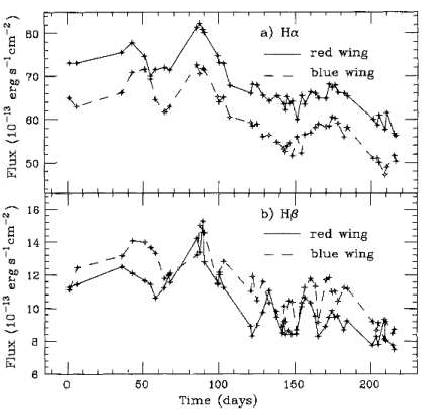 80
70
60
50
Flux (10⁻¹³ erg s⁻¹cm⁻²)
a) Hα
red wing
blue wing
16
14
12
10
8
6
Flux (10⁻¹³ erg s⁻¹cm⁻²)
b) Hβ
red wing
blue wing
0 50 100 150 200
Time (days)